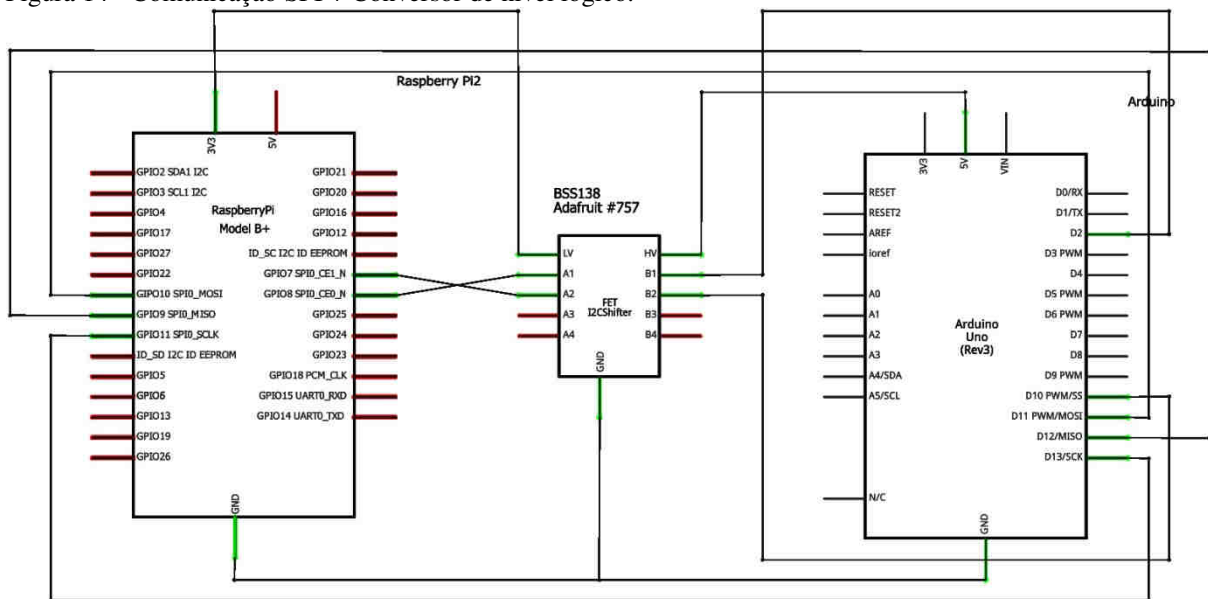 Figura 14 - Comunicação SPI + Conversor de nível lógico.
Raspberry Pi2
Arduino
3V3
5V
GPIO2 SDA1 I2C
GPIO3 SCL1 I2C
GPIO4
GPIO17
GPIO27
GPIO22
GIPO10 SPI0_MOSI
GPIO9 SPI0_MISO
GPIO11 SPI0_SCLK
ID_SD I2C ID EEPROM
GPIO5
GPIO6
GPIO13
GPIO19
GPIO26
RaspberryPi
Model B+
GPIO21
GPIO20
GPIO16
GPIO12
ID_SC I2C ID EEPROM
GPIO7 SPI0_CE1_N
GPIO8 SPI0_CE0_N
GPIO25
GPIO24
GPIO23
GPIO18 PCM_CLK
GPIO15 UART0_RXD
GPIO14 UART0_TXD
GND
BSS138
Adafruit #757
LV
A1
A2
A3
A4
FET
I2CShifter
HV
B1
B2
B3
B4
GND
3V3
5V
VIN
RESET
RESET2
AREF
ioref
A0
A1
A2
A3
A4/SDA
A5/SCL
N/C
Arduino
Uno
(Rev3)
D0/RX
D1/TX
D2
D3 PWM
D4
D5 PWM
D6 PWM
D7
D8
D9 PWM
D10 PWM/SS
D11 PWM/MOSI
D12/MISO
D13/SCK
GND